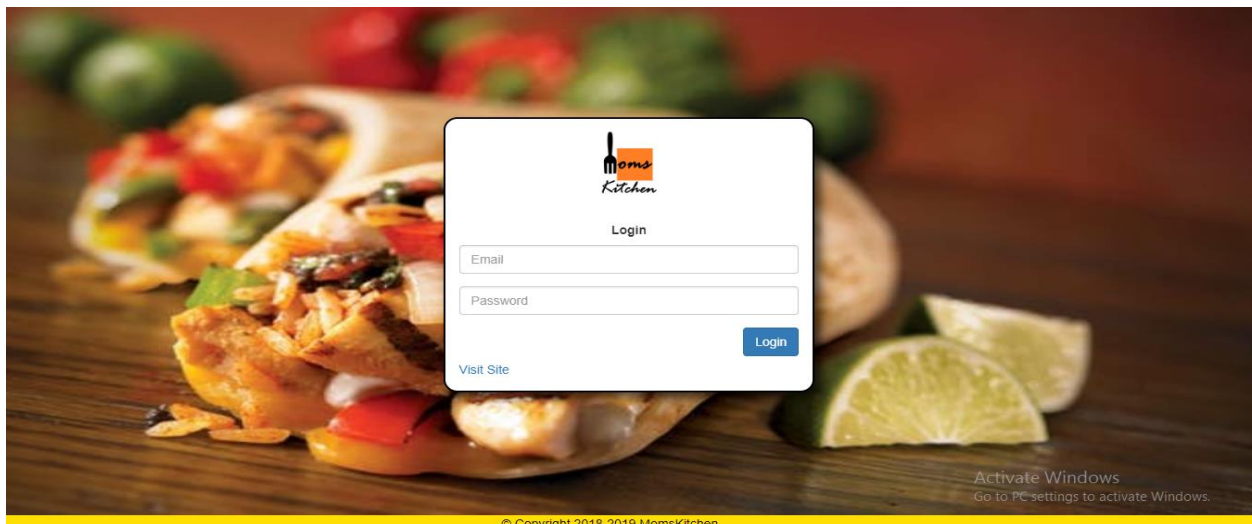 Moms
Kitchen
Login
Email
Password
Login
Visit Site
Activate Windows
Go to PC settings to activate Windows.
© Copyright 2018-2019 MomsKitchen